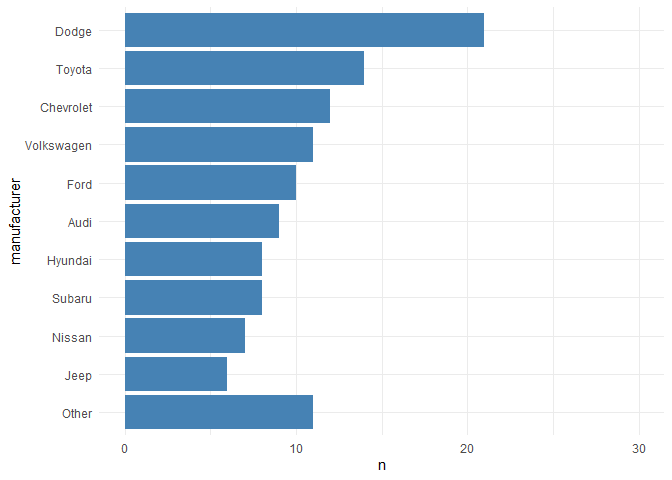 Dodge
Toyota
Chevrolet
Volkswagen
Ford
Audi
Hyundai
Subaru
Nissan
Jeep
Other
manufacturer
0 10 20 30
n